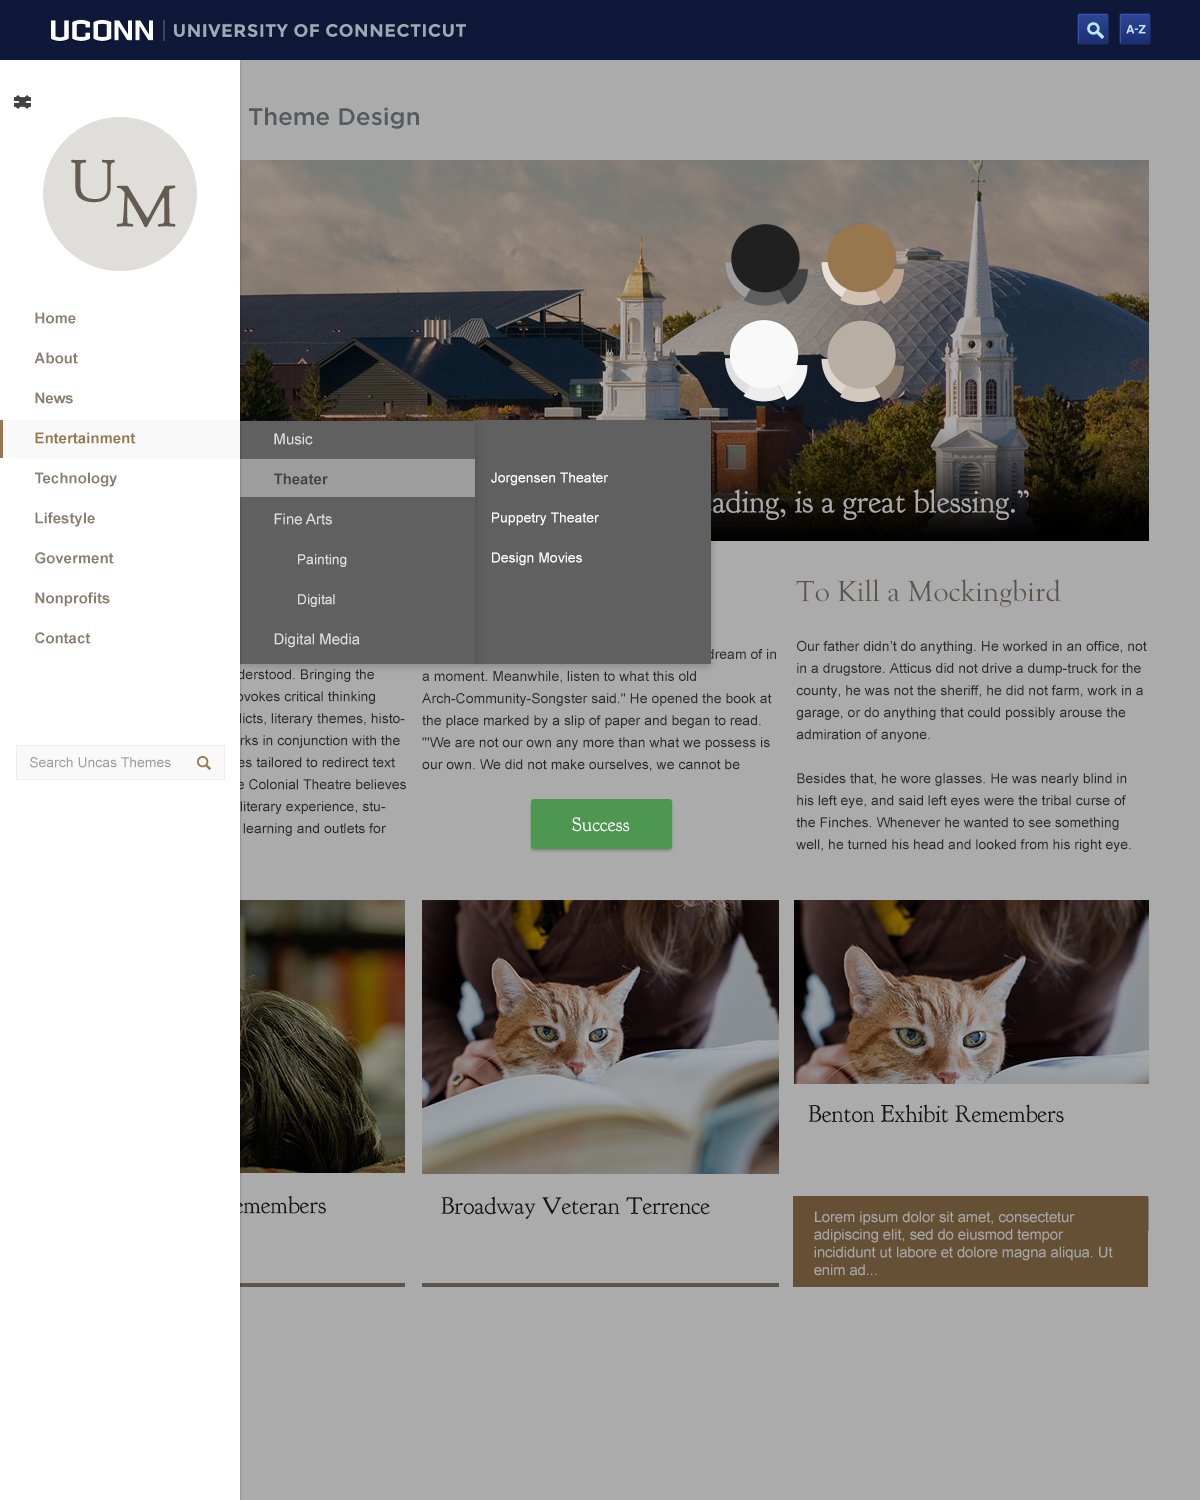 UCONN UNIVERSITY OF CONNECTICUT
A-Z
Theme Design
UM
Home
About
News
Entertainment
Technology
Lifestyle
Goverment
Nonprofits
Contact
Search Uncas Themes
Music
Theater
Fine Arts
Painting
Digital
Digital Media
Jorgensen Theater
Puppetry Theater
Design Movies
eading, is a great blessing.”
derstood. Bringing the
ovokes critical thinking
licts, literary themes, histo-
rks in conjunction with the
es tailored to redirect text
e Colonial Theatre believes
literary experience, stu-
learning and outlets for
dream of in
a moment. Meanwhile, listen to what this old
Arch-Community-Songster said." He opened the book at
the place marked by a slip of paper and began to read.
"'We are not our own any more than what we possess is
our own. We did not make ourselves, we cannot be
Success
To Kill a Mockingbird
Our father didn’t do anything. He worked in an office, not
in a drugstore. Atticus did not drive a dump-truck for the
county, he was not the sheriff, he did not farm, work in a
garage, or do anything that could possibly arouse the
admiration of anyone.
Besides that, he wore glasses. He was nearly blind in
his left eye, and said left eyes were the tribal curse of
the Finches. Whenever he wanted to see something
well, he turned his head and looked from his right eye.
emembers
Broadway Veteran Terrence
Benton Exhibit Remembers
Lorem ipsum dolor sit amet, consectetur
adipiscing elit, sed do eiusmod tempor
incididunt ut labore et dolore magna aliqua. Ut
enim ad...